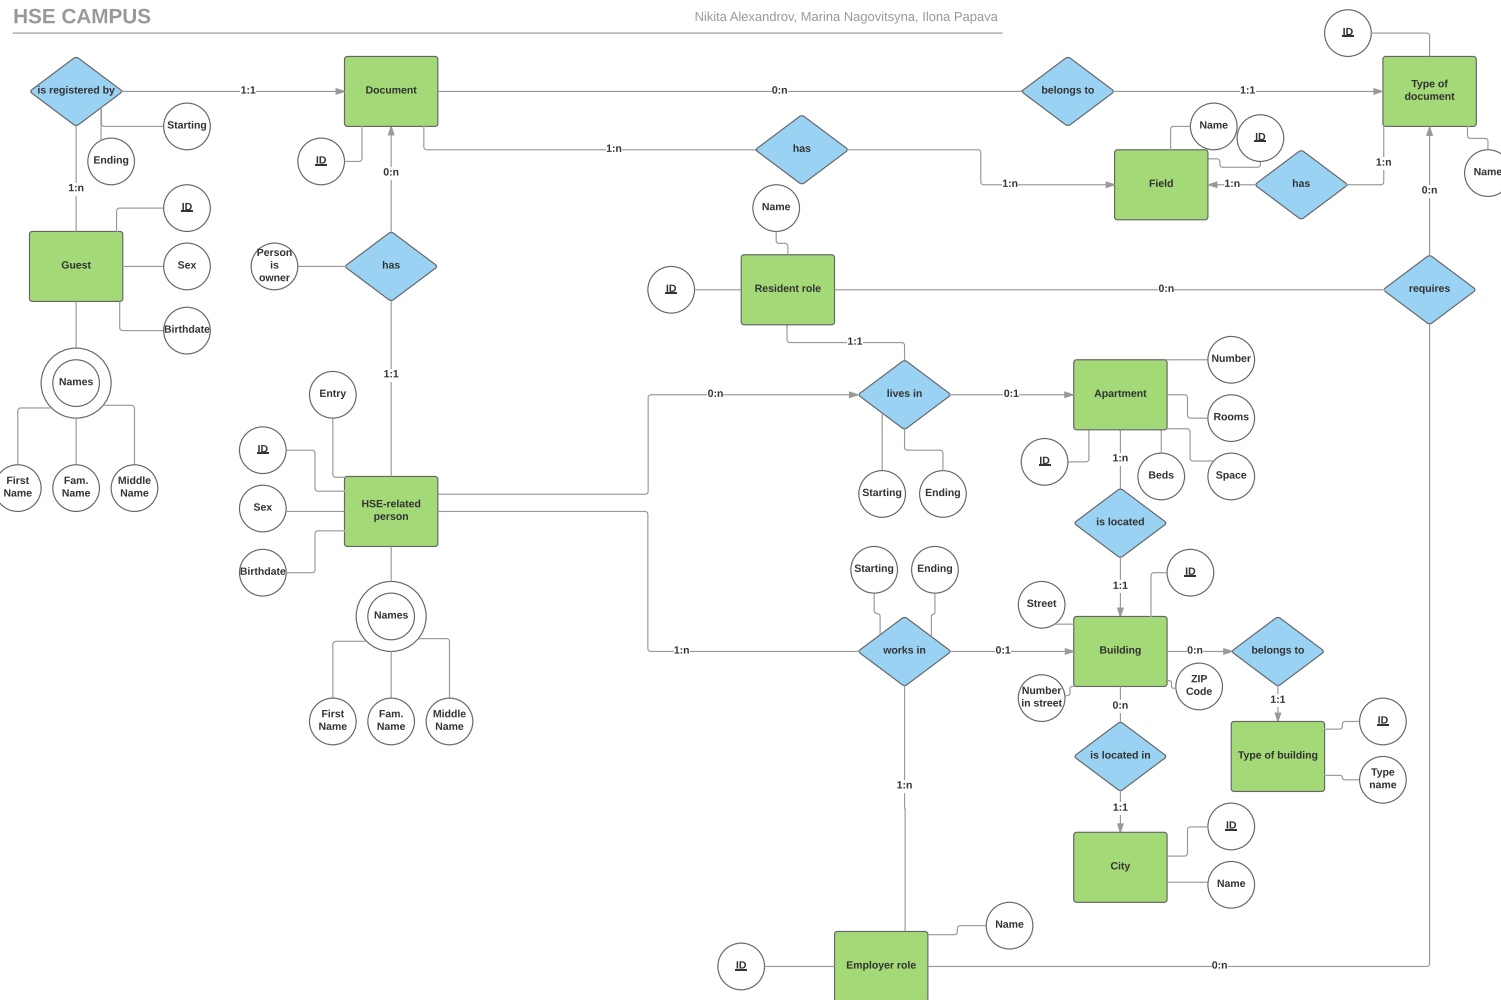 HSE CAMPUS
Nikita Alexandrov, Marina Nagovitsyna, Ilona Papava
ID
is registered by
1:1
Document
0:n
belongs to
1:1
Type of
document
Starting
Ending
ID
0:n
1:n
has
1:n
Name
ID
Field
1:n
has
1:n
Name
0:n
1:n
ID
Guest
Sex
Birthdate
Person
is
owner
has
Name
ID
Resident role
0:n
requires
1:1
Names
First
Name
Fam.
Name
Middle
Name
1:1
Entry
ID
Sex
Birthdate
HSE-related
person
0:n
lives in
0:1
Apartment
Number
Rooms
Space
Beds
ID
Starting
Ending
1:n
is located
1:1
Names
First
Name
Fam.
Name
Middle
Name
Starting
Ending
1:n
works in
0:1
Street
ID
Building
0:n
belongs to
Number
in street
ZIP
Code
0:n
1:1
is located in
Type of building
ID
Type
name
1:n
1:1
City
ID
Name
Name
ID
Employer role
0:n